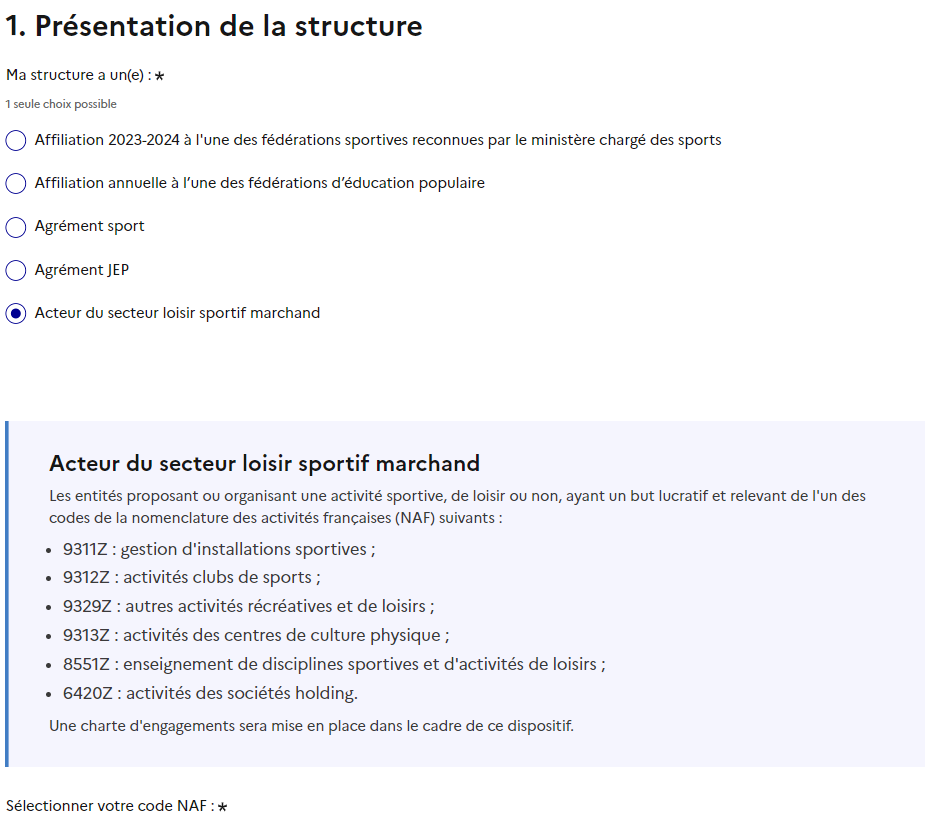 1. Présentation de la structure
Ma structure a un(e) : *
1 seule choix possible
Affiliation 2023-2024 à l'une des fédérations sportives reconnues par le ministère chargé des sports
Affiliation annuelle à l’une des fédérations d’éducation populaire
Agrément sport
Agrément JEP
Acteur du secteur loisir sportif marchand
Acteur du secteur loisir sportif marchand
Les entités proposant ou organisant une activité sportive, de loisir ou non, ayant un but lucratif et relevant de l'un des
codes de la nomenclature des activités françaises (NAF) suivants :
• 9311Z : gestion d'installations sportives ;
• 9312Z : activités clubs de sports ;
• 9329Z : autres activités récréatives et de loisirs ;
• 9313Z : activités des centres de culture physique ;
• 8551Z : enseignement de disciplines sportives et d'activités de loisirs ;
• 6420Z : activités des sociétés holding.
Une charte d'engagements sera mise en place dans le cadre de ce dispositif.
Sélectionner votre code NAF : *